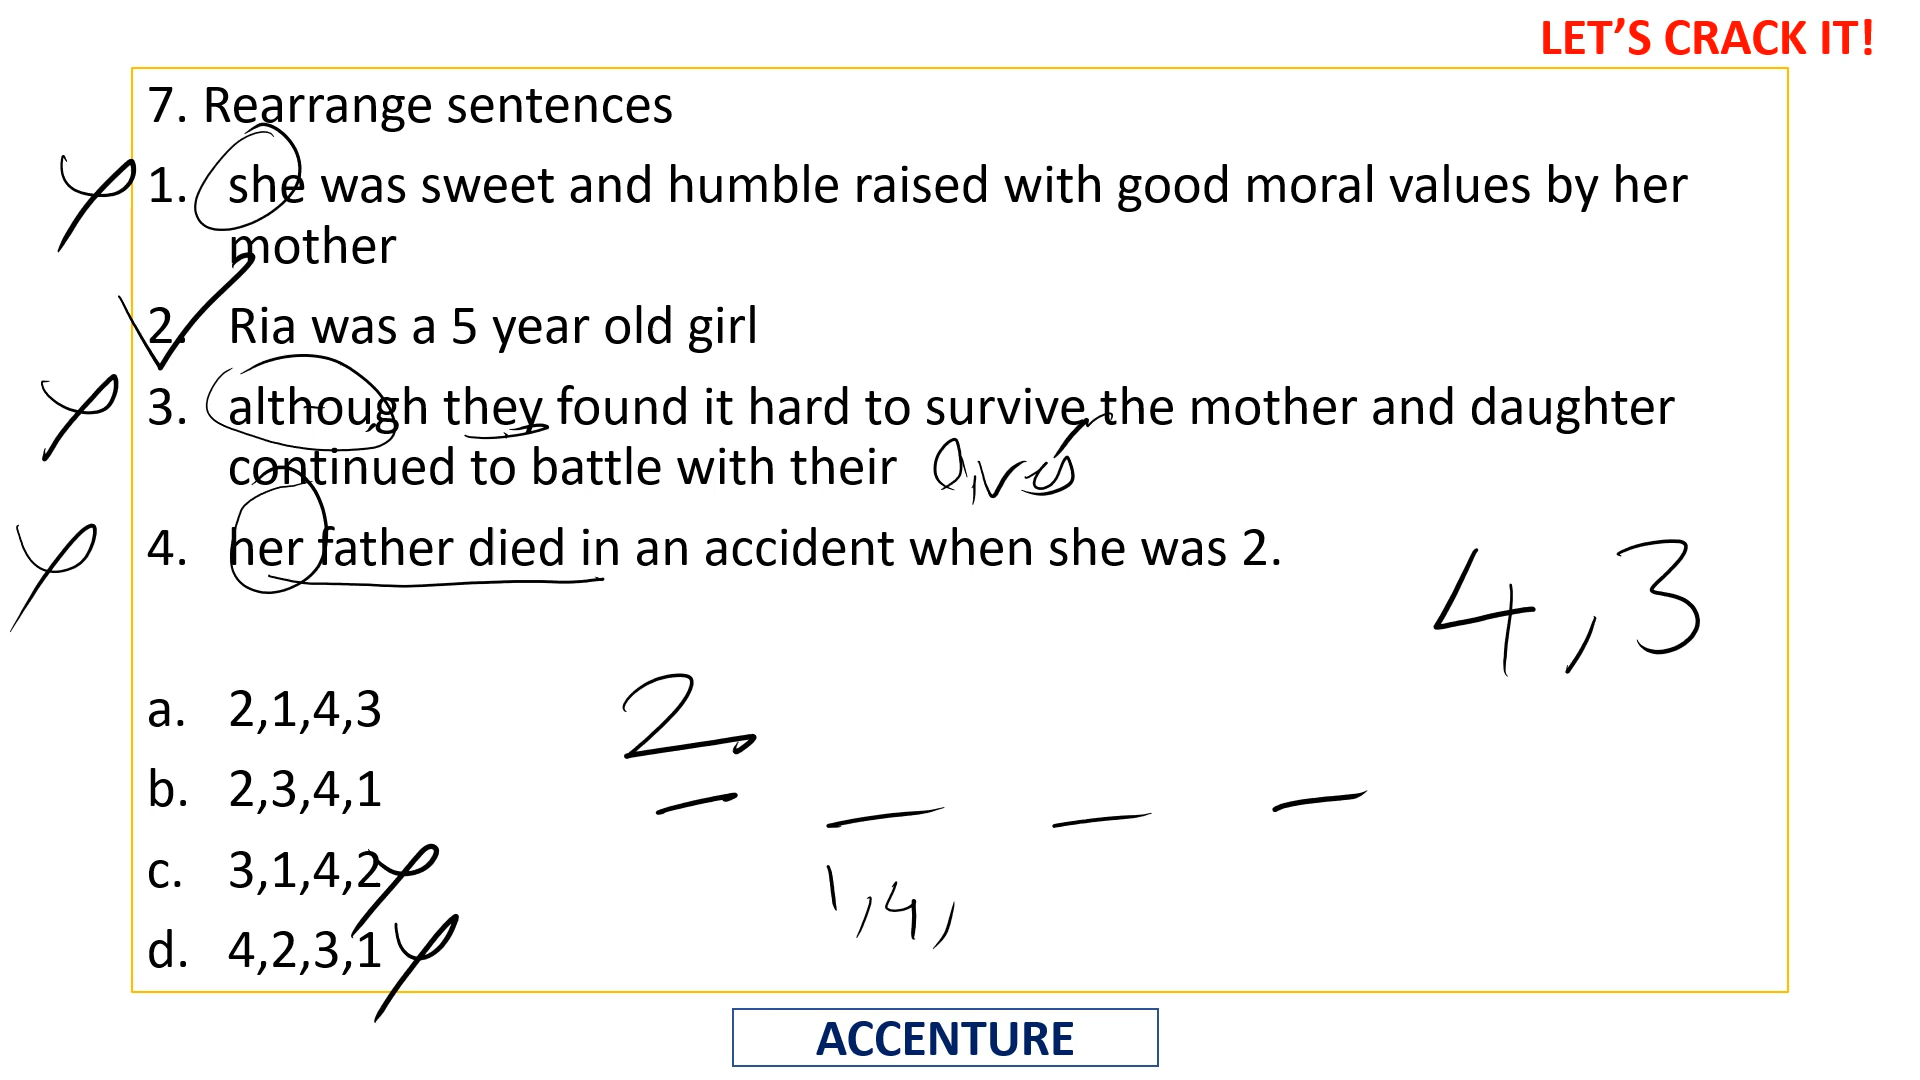 LET'S CRACK IT!
7. Rearrange sentences
1. she was sweet and humble raised with good moral values by her
mother
2. Ria was a 5 year old girl
3. although they found it hard to survive the mother and daughter
continued to battle with their lives
4. her father died in an accident when she was 2.
4,3
a. 2,1,4,3
2
b. 2,3,4,1
c. 3,1,4,2
1,4,
d. 4,2,3,1
ACCENTURE